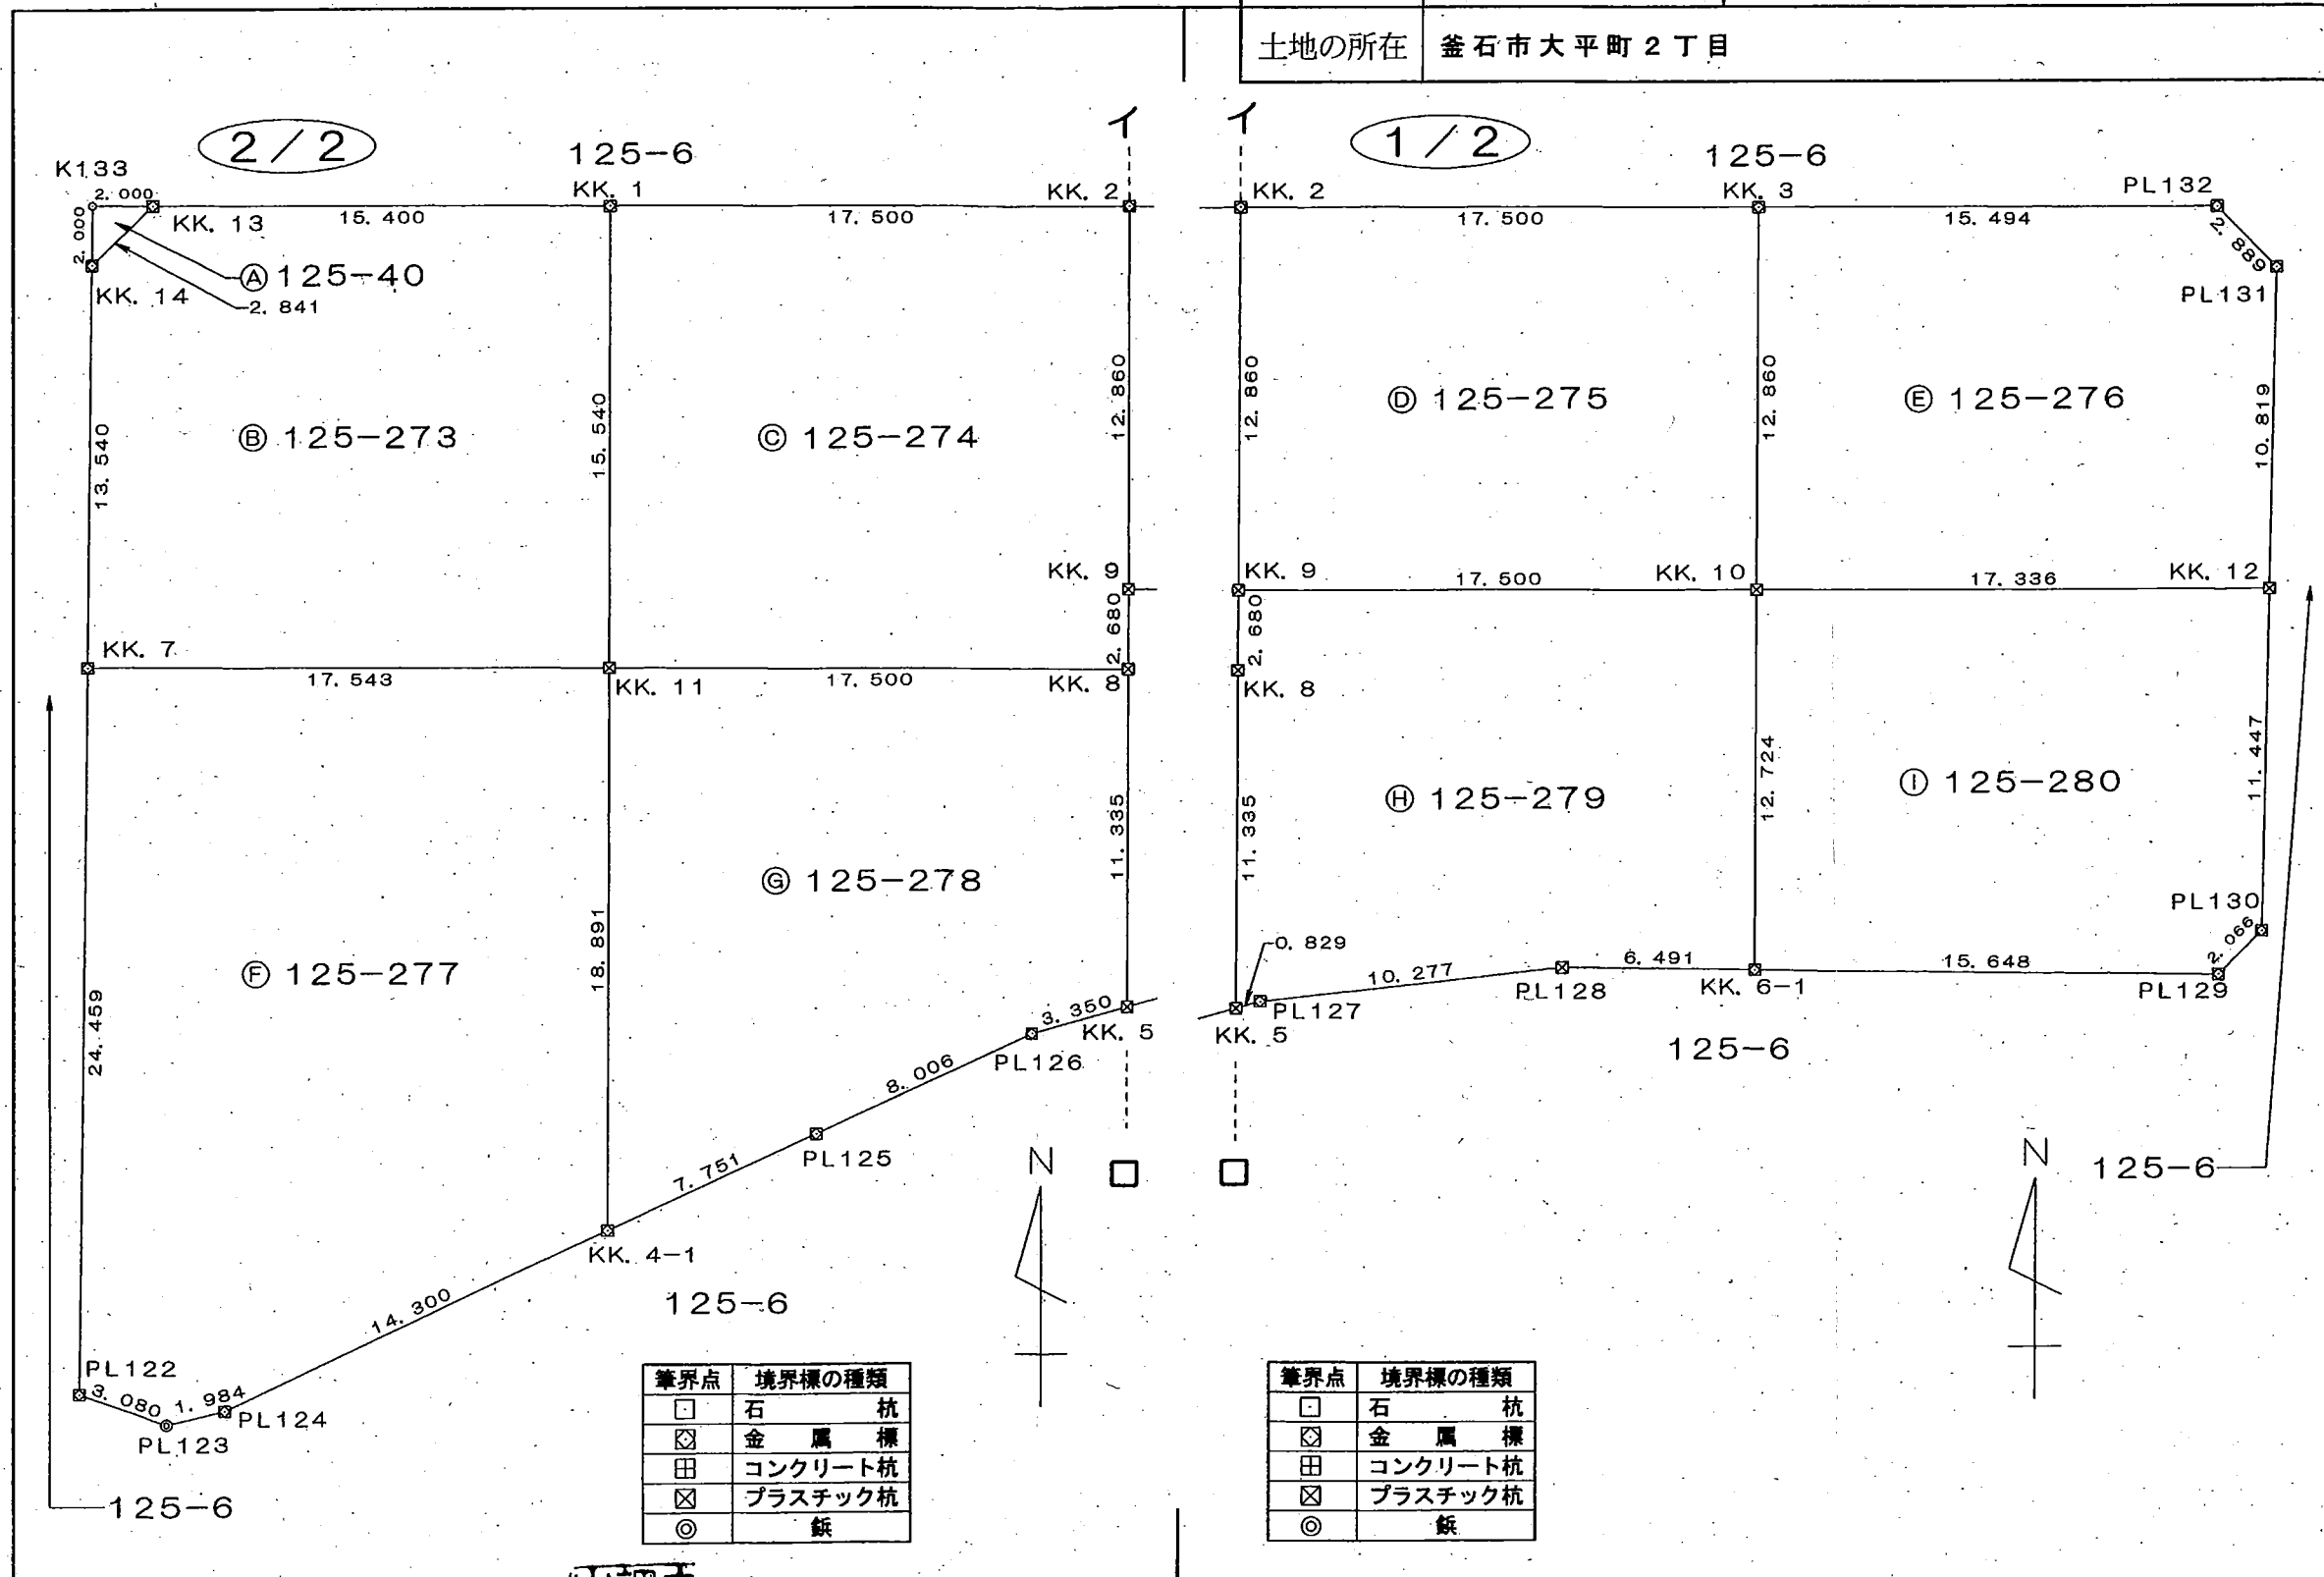 土地の所在 釜石市大平町2丁目
イ イ
2/2 1/2
125-6 125-6
K133 PL132
KK. 1 KK. 2 KK. 2 KK. 3
2. 000
KK. 13 15. 400 17. 500 17. 500 15. 494
2. 000 2. 889
Ⓐ 125-40
KK. 14 PL131
2. 841
12. 860 12. 860 12. 860
Ⓓ 125-275 Ⓔ 125-276
10. 819
Ⓑ 125-273 15. 540 Ⓒ 125-274
13. 540
KK. 9 KK. 9 17. 500 KK. 10 17. 336 KK. 12
2. 680 2. 680
KK. 7
17. 543 KK. 11 17. 500 KK. 8 KK. 8
12. 724 11. 447
Ⓗ 125-279 Ⓘ 125-280
11. 335 11. 335
Ⓖ 125-278
PL130
18. 891
0. 829 2. 066
Ⓕ 125-277 10. 277 6. 491 15. 648
PL128 KK. 6-1 PL129
3. 350 PL127
24. 459
KK. 5 KK. 5
125-6
PL126
8. 006
PL125 N ロ ロ N 125-6
7. 751
KK. 4-1
125-6
14. 300
PL122
3. 080 1. 984
PL124
PL123
125-6
筆界点 境界標の種類
石杭
金属標
コンクリート杭
プラスチック杭
鋲
筆界点 境界標の種類
石杭
金属標
コンクリート杭
プラスチック杭
鋲